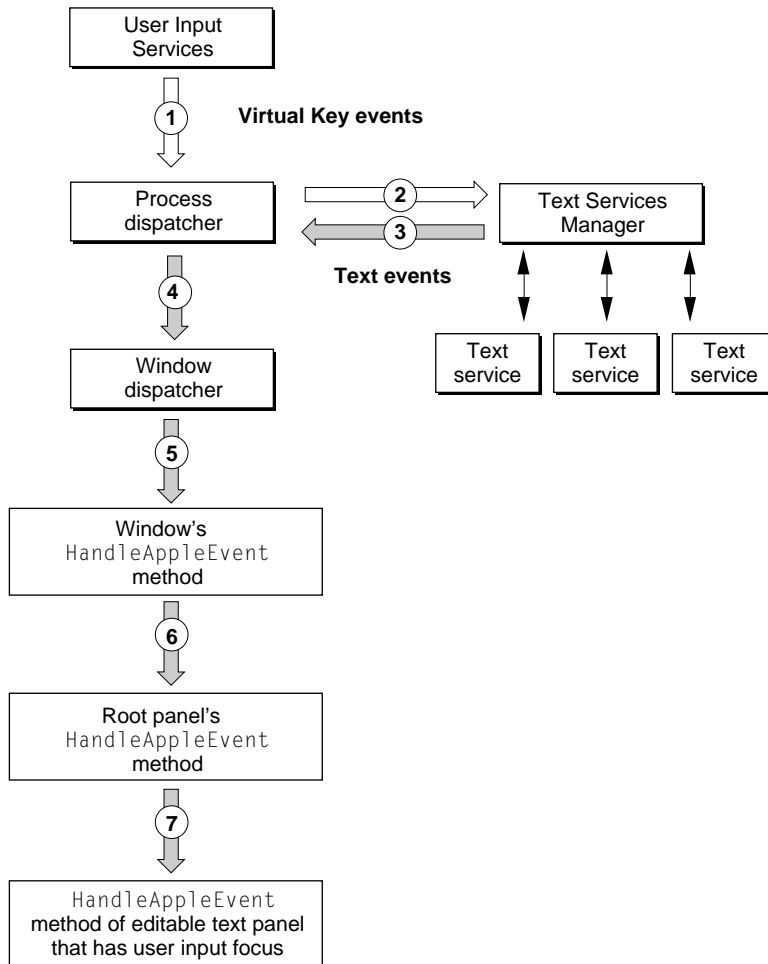 User Input
Services
1
Virtual Key events
Process
dispatcher
2
3
Text Services
Manager
Text events
4
Window
dispatcher
Text
service
Text
service
Text
service
5
Window’s
HandleAppleEvent
method
6
Root panel’s
HandleAppleEvent
method
7
HandleAppleEvent
method of editable text panel
that has user input focus